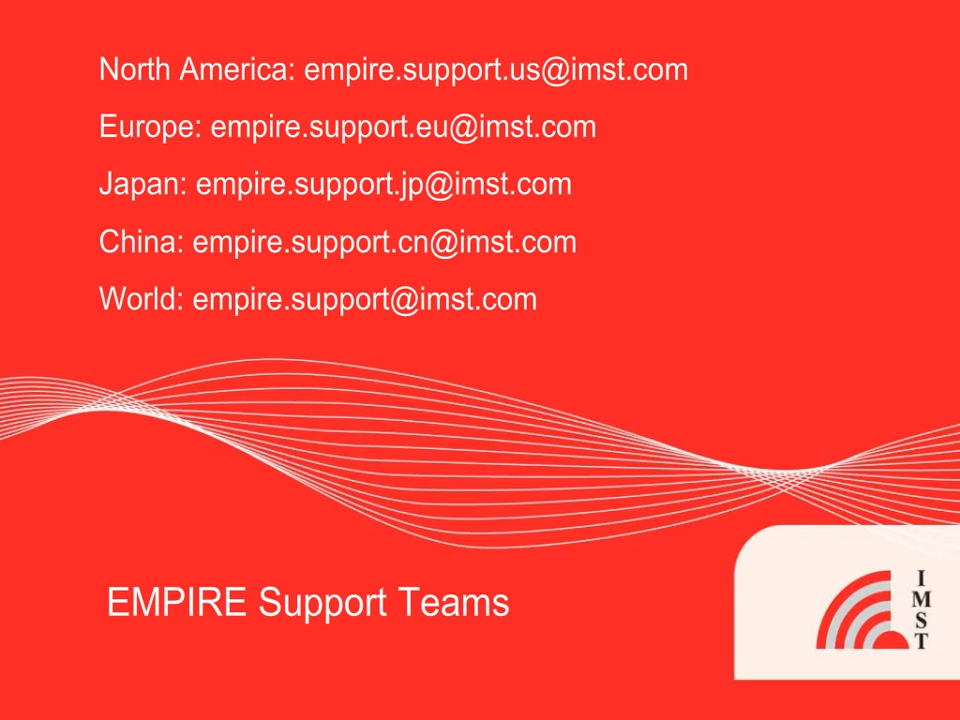 North America: empire.support.us@imst.com
Europe: empire.support.eu@imst.com
Japan: empire.support.jp@imst.com
China: empire.support.cn@imst.com
World: empire.support@imst.com
EMPIRE Support Teams
IMST